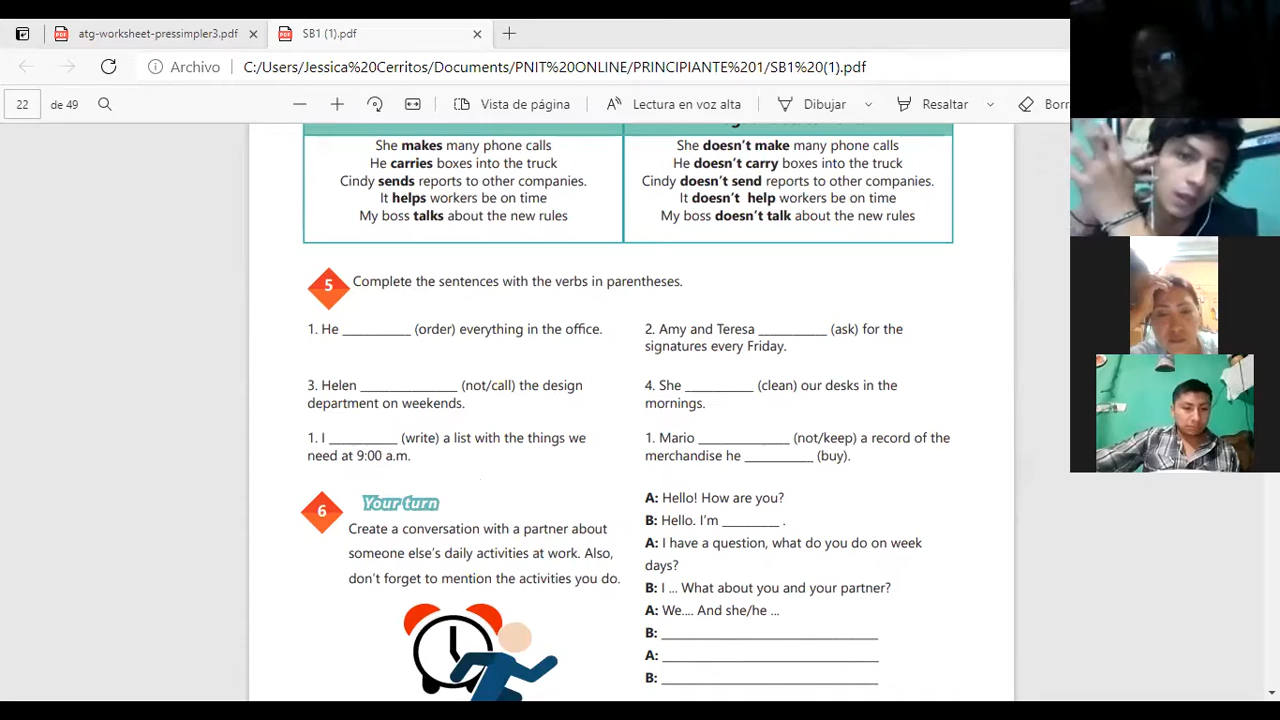 atg-worksheet-pressimpler3.pdf
SB1 (1).pdf
Archivo
C:/Users/Jessica%20Cerritos/Documents/PNIT%20ONLINE/PRINCIPIANTE%201/SB1%20(1).pdf
22
de 49
Vista de página
Lectura en voz alta
Dibujar
Resaltar
Borr
She makes many phone calls
He carries boxes into the truck
Cindy sends reports to other companies.
It helps workers be on time
My boss talks about the new rules
She doesn't make many phone calls
He doesn't carry boxes into the truck
Cindy doesn't send reports to other companies.
It doesn't help workers be on time
My boss doesn't talk about the new rules
5
Complete the sentences with the verbs in parentheses.
1. He __________ (order) everything in the office.
2. Amy and Teresa __________ (ask) for the
signatures every Friday.
3. Helen ______________ (not/call) the design
department on weekends.
4. She __________ (clean) our desks in the
mornings.
1. I __________ (write) a list with the things we
need at 9:00 a.m.
1. Mario _____________ (not/keep) a record of the
merchandise he __________ (buy).
6
Your turn
Create a conversation with a partner about
someone else's daily activities at work. Also,
don't forget to mention the activities you do.
A: Hello! How are you?
B: Hello. I'm ________ .
A: I have a question, what do you do on week
days?
B: I ... What about you and your partner?
A: We.... And she/he ...
B: ________________________________
A: ________________________________
B: ________________________________